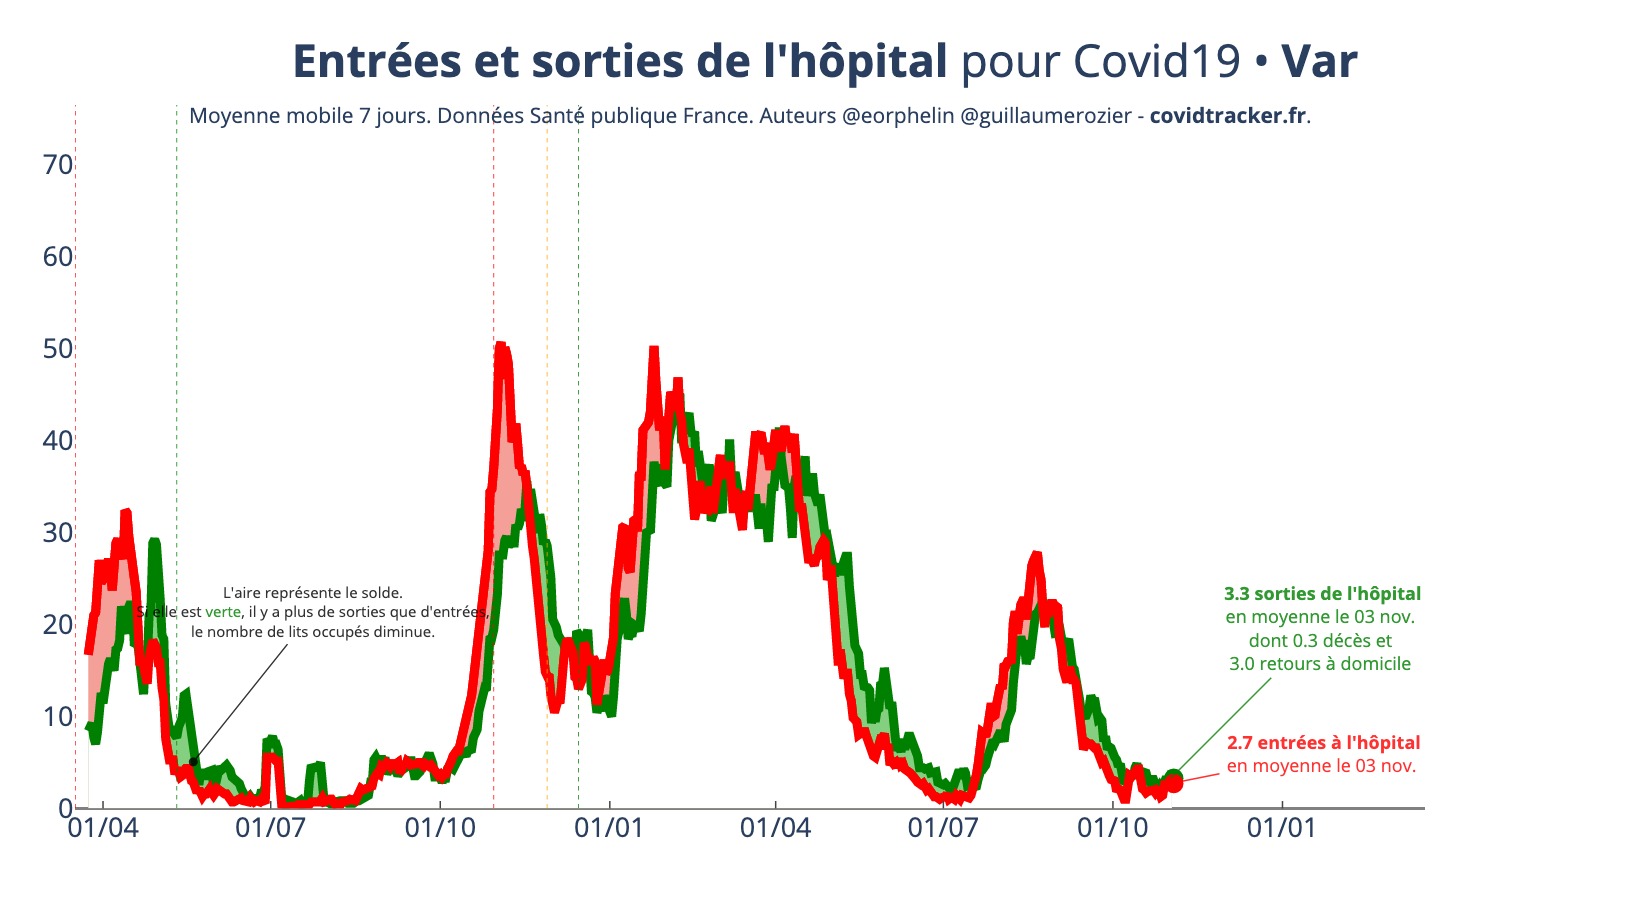 Entrées et sorties de l'hôpital pour Covid19 • Var
Moyenne mobile 7 jours. Données Santé publique France. Auteurs @eorphelin @guillaumerozier - covidtracker.fr.
70
60
50
40
30
20
10
0
L'aire représente le solde.
Si elle est verte, il y a plus de sorties que d'entrées,
le nombre de lits occupés diminue.
3.3 sorties de l'hôpital
en moyenne le 03 nov.
dont 0.3 décès et
3.0 retours à domicile
2.7 entrées à l'hôpital
en moyenne le 03 nov.
01/04 01/07 01/10 01/01 01/04 01/07 01/10 01/01